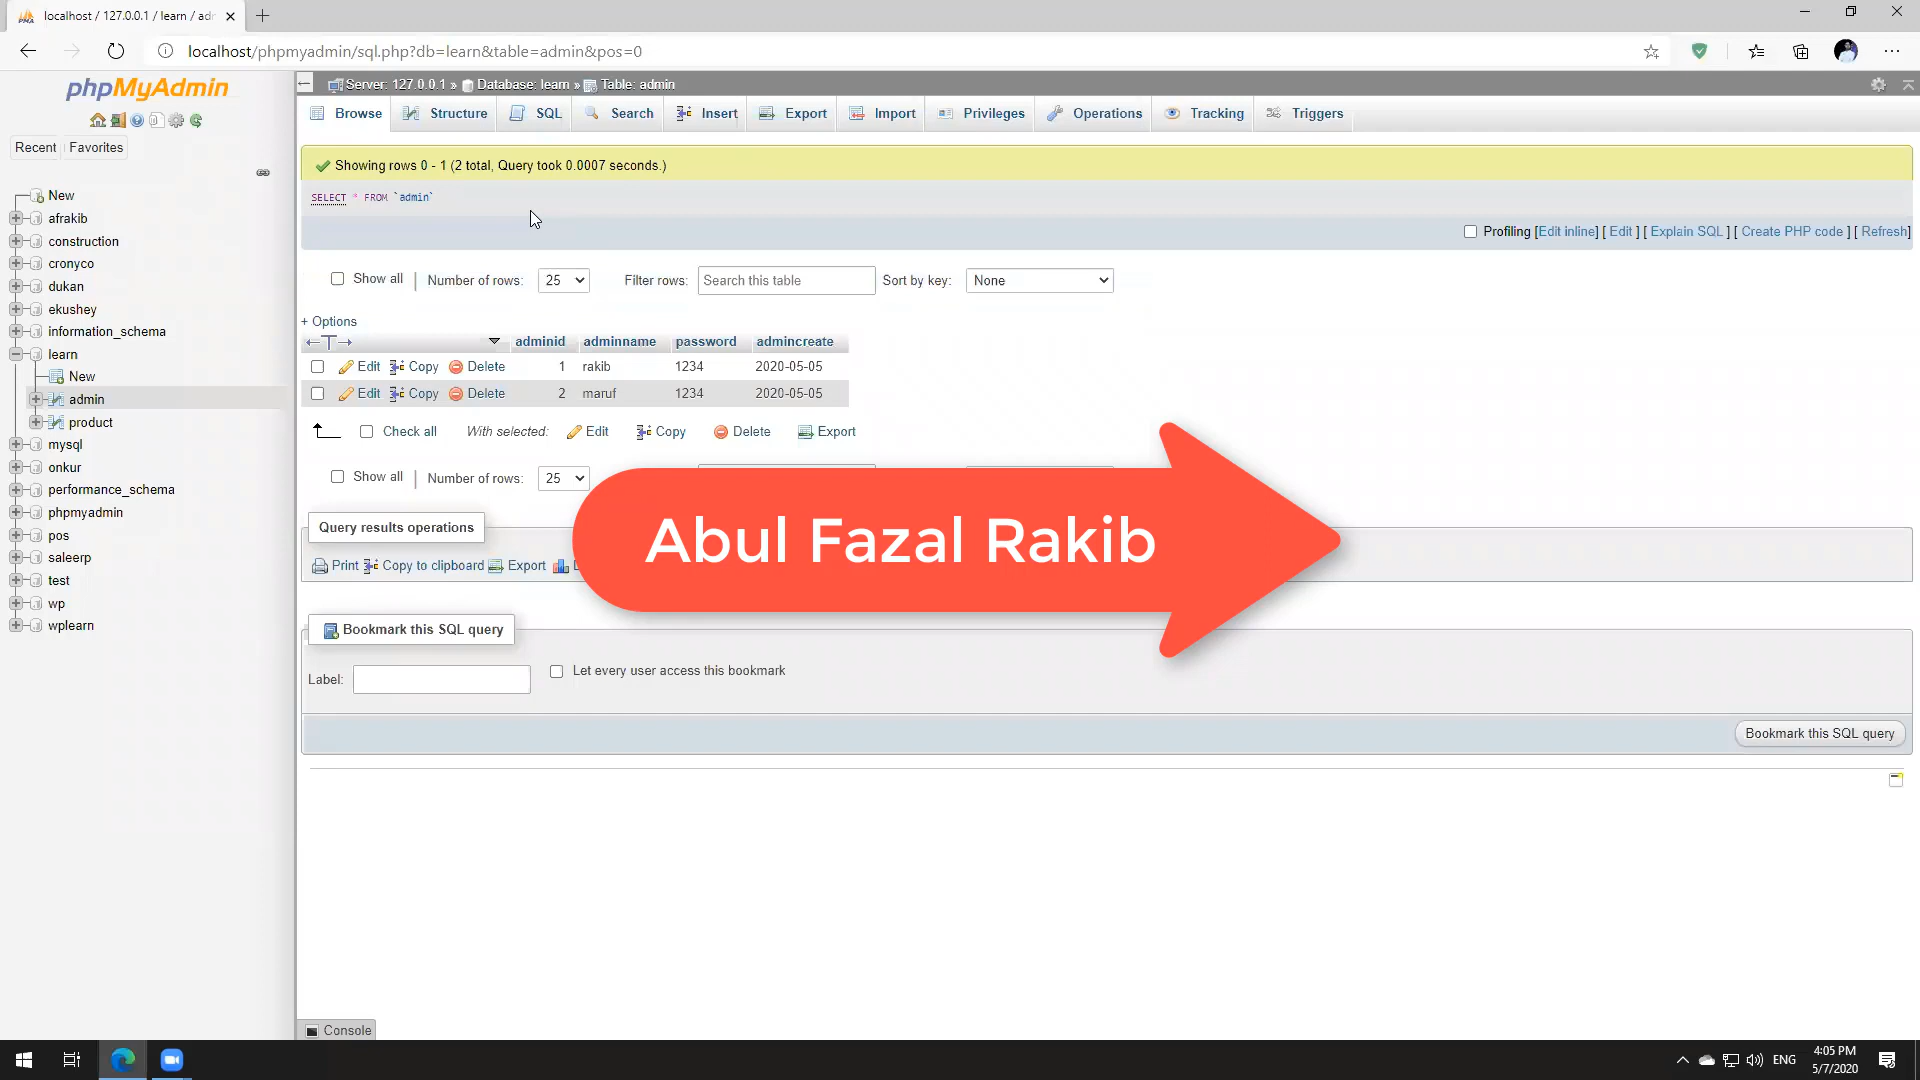 localhost / 127.0.0.1 / learn / adm
localhost/phpmyadmin/sql.php?db=learn&table=admin&pos=0
phpMyAdmin
Recent Favorites
New
afrakib
construction
cronyco
dukan
ekushey
information_schema
learn
New
admin
product
mysql
onkur
performance_schema
phpmyadmin
pos
saleerp
test
wp
wplearn
Server: 127.0.0.1 » Database: learn » Table: admin
Browse Structure SQL Search Insert Export Import Privileges Operations Tracking Triggers
Showing rows 0 - 1 (2 total, Query took 0.0007 seconds.)
SELECT * FROM `admin`
Profiling [Edit inline] [ Edit ] [ Explain SQL ] [ Create PHP code ] [ Refresh]
Show all | Number of rows: 25 Filter rows: Search this table Sort by key: None
+ Options
adminid adminname password admincreate
Edit Copy Delete 1 rakib 1234 2020-05-05
Edit Copy Delete 2 maruf 1234 2020-05-05
Check all With selected: Edit Copy Delete Export
Show all | Number of rows: 25
Query results operations
Print Copy to clipboard Export
Abul Fazal Rakib
Bookmark this SQL query
Label: Let every user access this bookmark
Bookmark this SQL query
Console
ENG
4:05 PM
5/7/2020